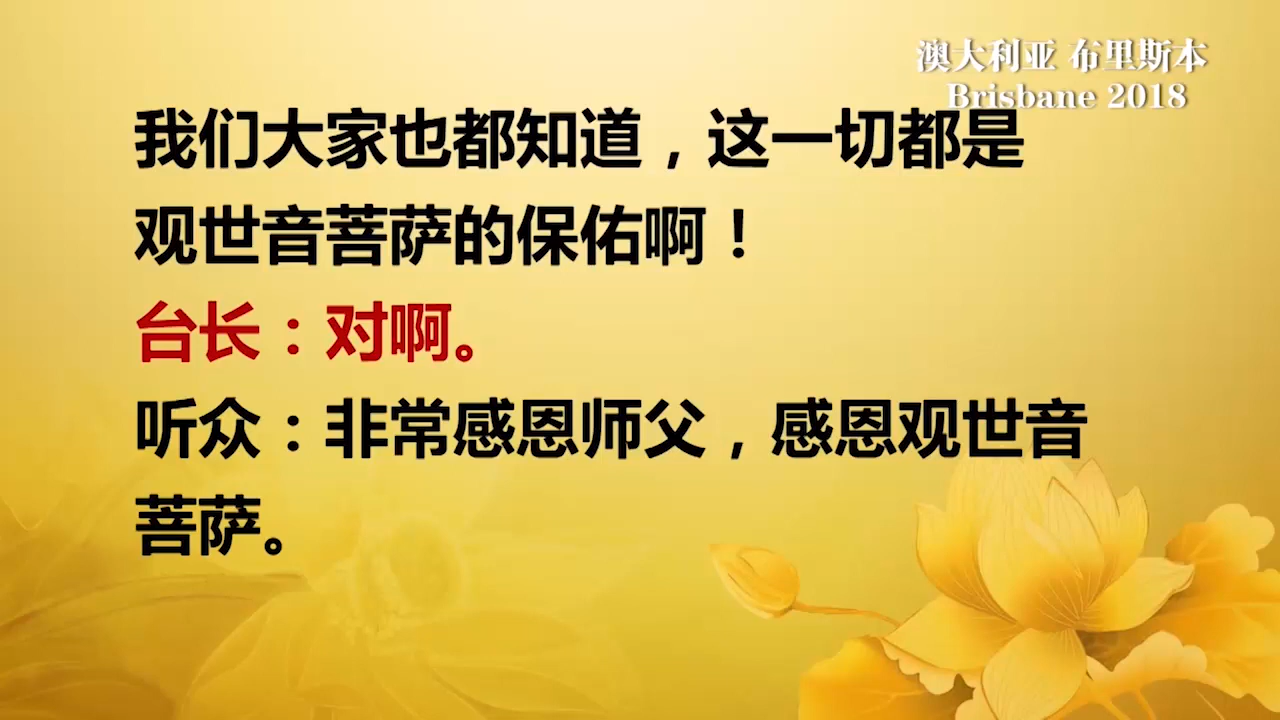 澳大利亚 布里斯本
Brisbane 2018
我们大家也都知道，这一切都是
观世音菩萨的保佑啊！
台长：对啊。
听众：非常感恩师父，感恩观世音
菩萨。